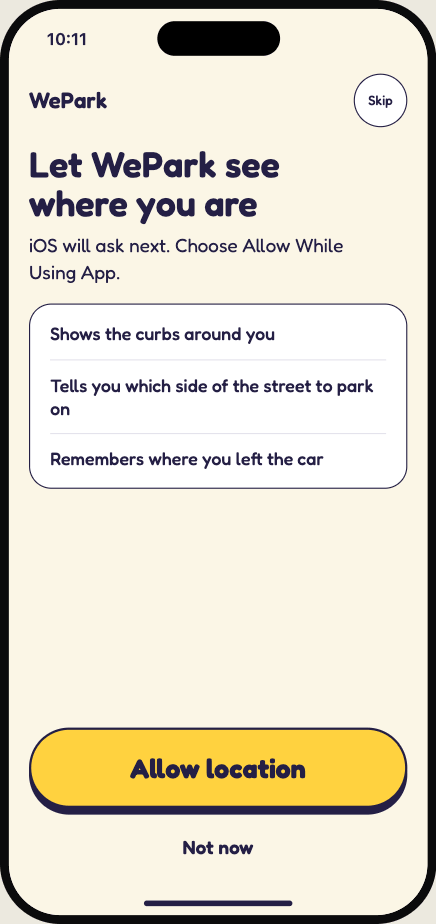 10:11
WePark
Skip
Let WePark see
where you are
iOS will ask next. Choose Allow While
Using App.
Shows the curbs around you
Tells you which side of the street to park
on
Remembers where you left the car
Allow location
Not now